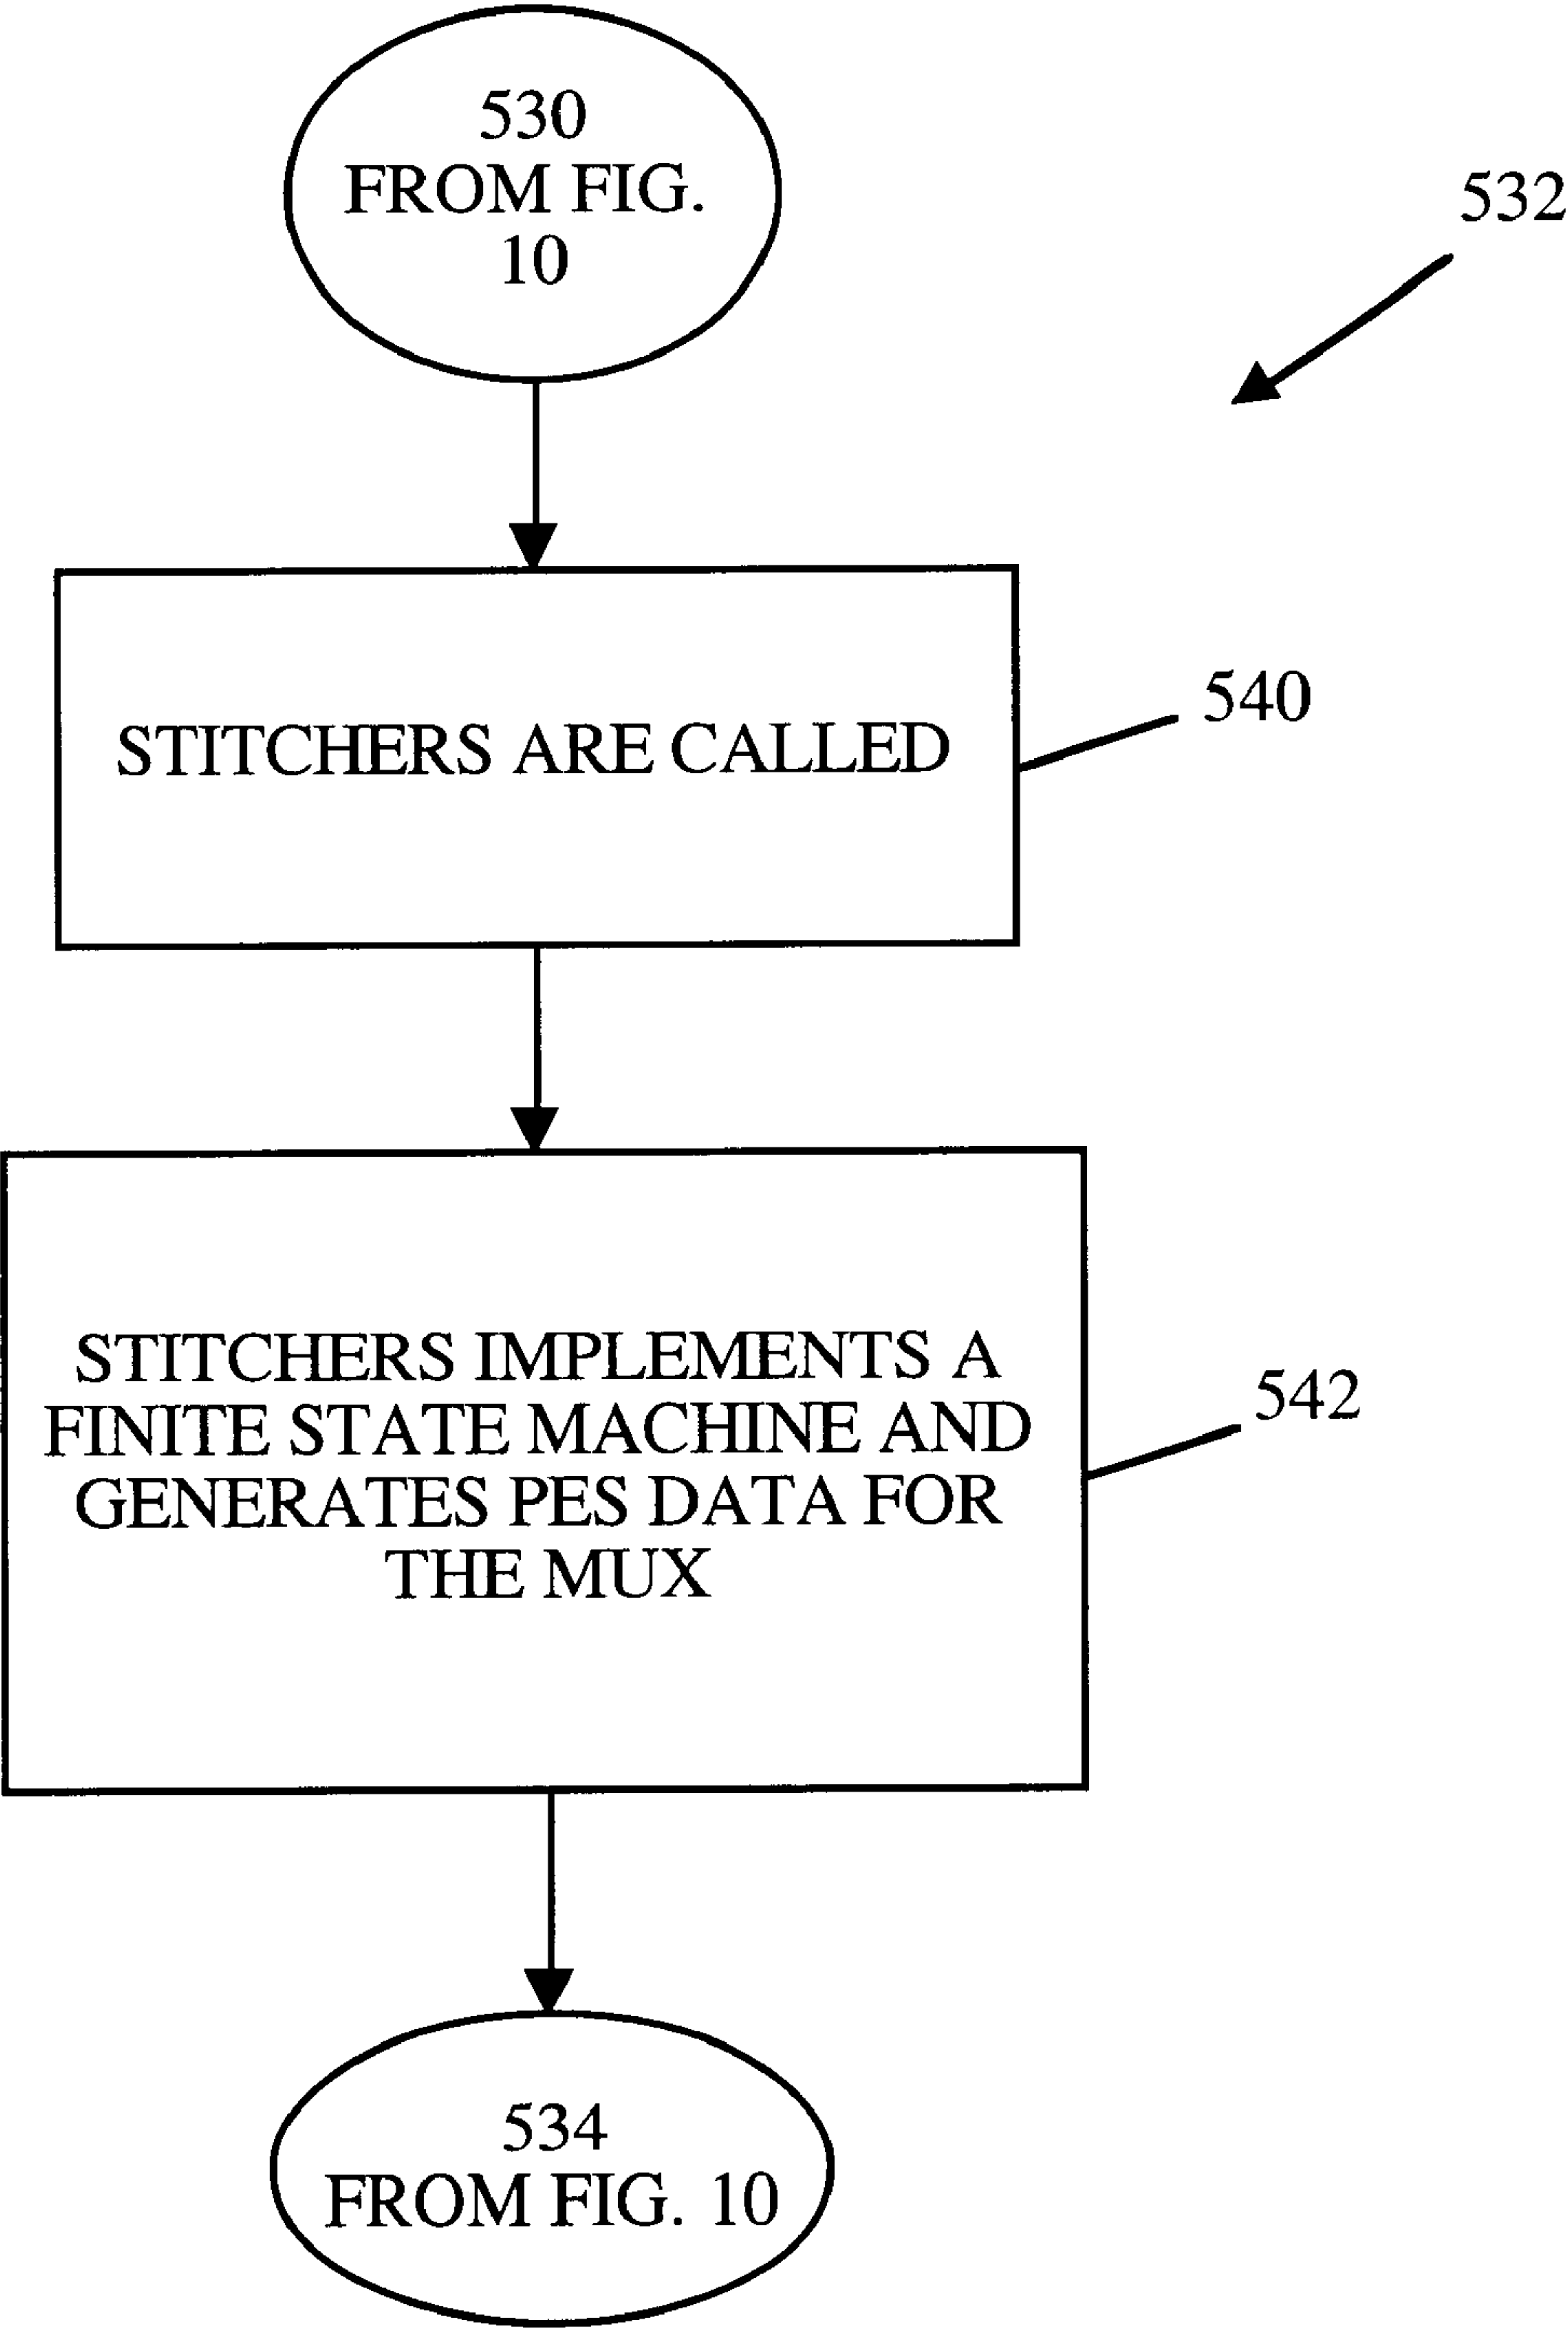 530
FROM FIG.
10
532
STITCHERS ARE CALLED
540
STITCHERS IMPLEMENTS A
FINITE STATE MACHINE AND
GENERATES PES DATA FOR
THE MUX
542
534
FROM FIG. 10